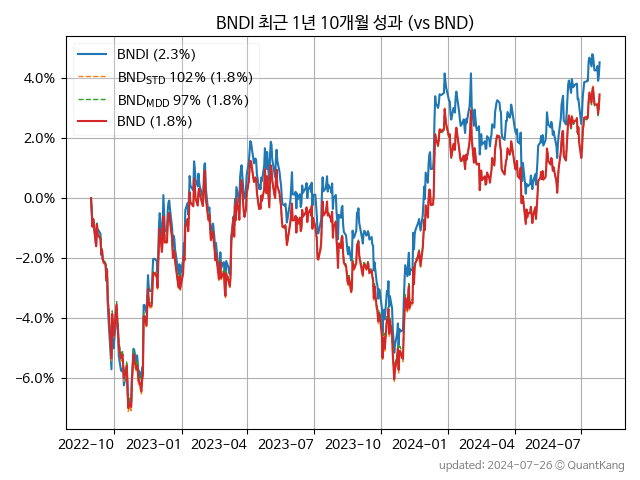 BNDI 최근 1년 10개월 성과 (vs BND)
BNDI (2.3%)
BND_STD 102% (1.8%)
BND_MDD 97% (1.8%)
BND (1.8%)
4.0%
2.0%
0.0%
−2.0%
−4.0%
−6.0%
2022-10 2023-01 2023-04 2023-07 2023-10 2024-01 2024-04 2024-07
updated: 2024-07-26 © QuantKang